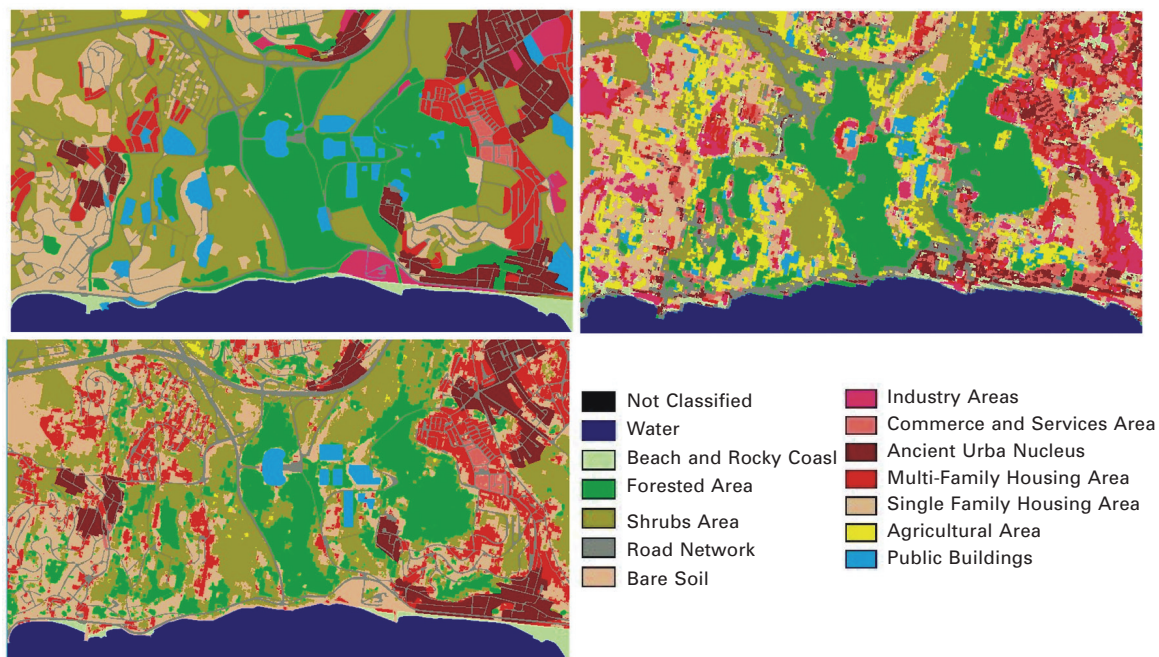 Not Classified
Water
Beach and Rocky Coasl
Forested Area
Shrubs Area
Road Network
Bare Soil
Industry Areas
Commerce and Services Area
Ancient Urba Nucleus
Multi-Family Housing Area
Single Family Housing Area
Agricultural Area
Public Buildings